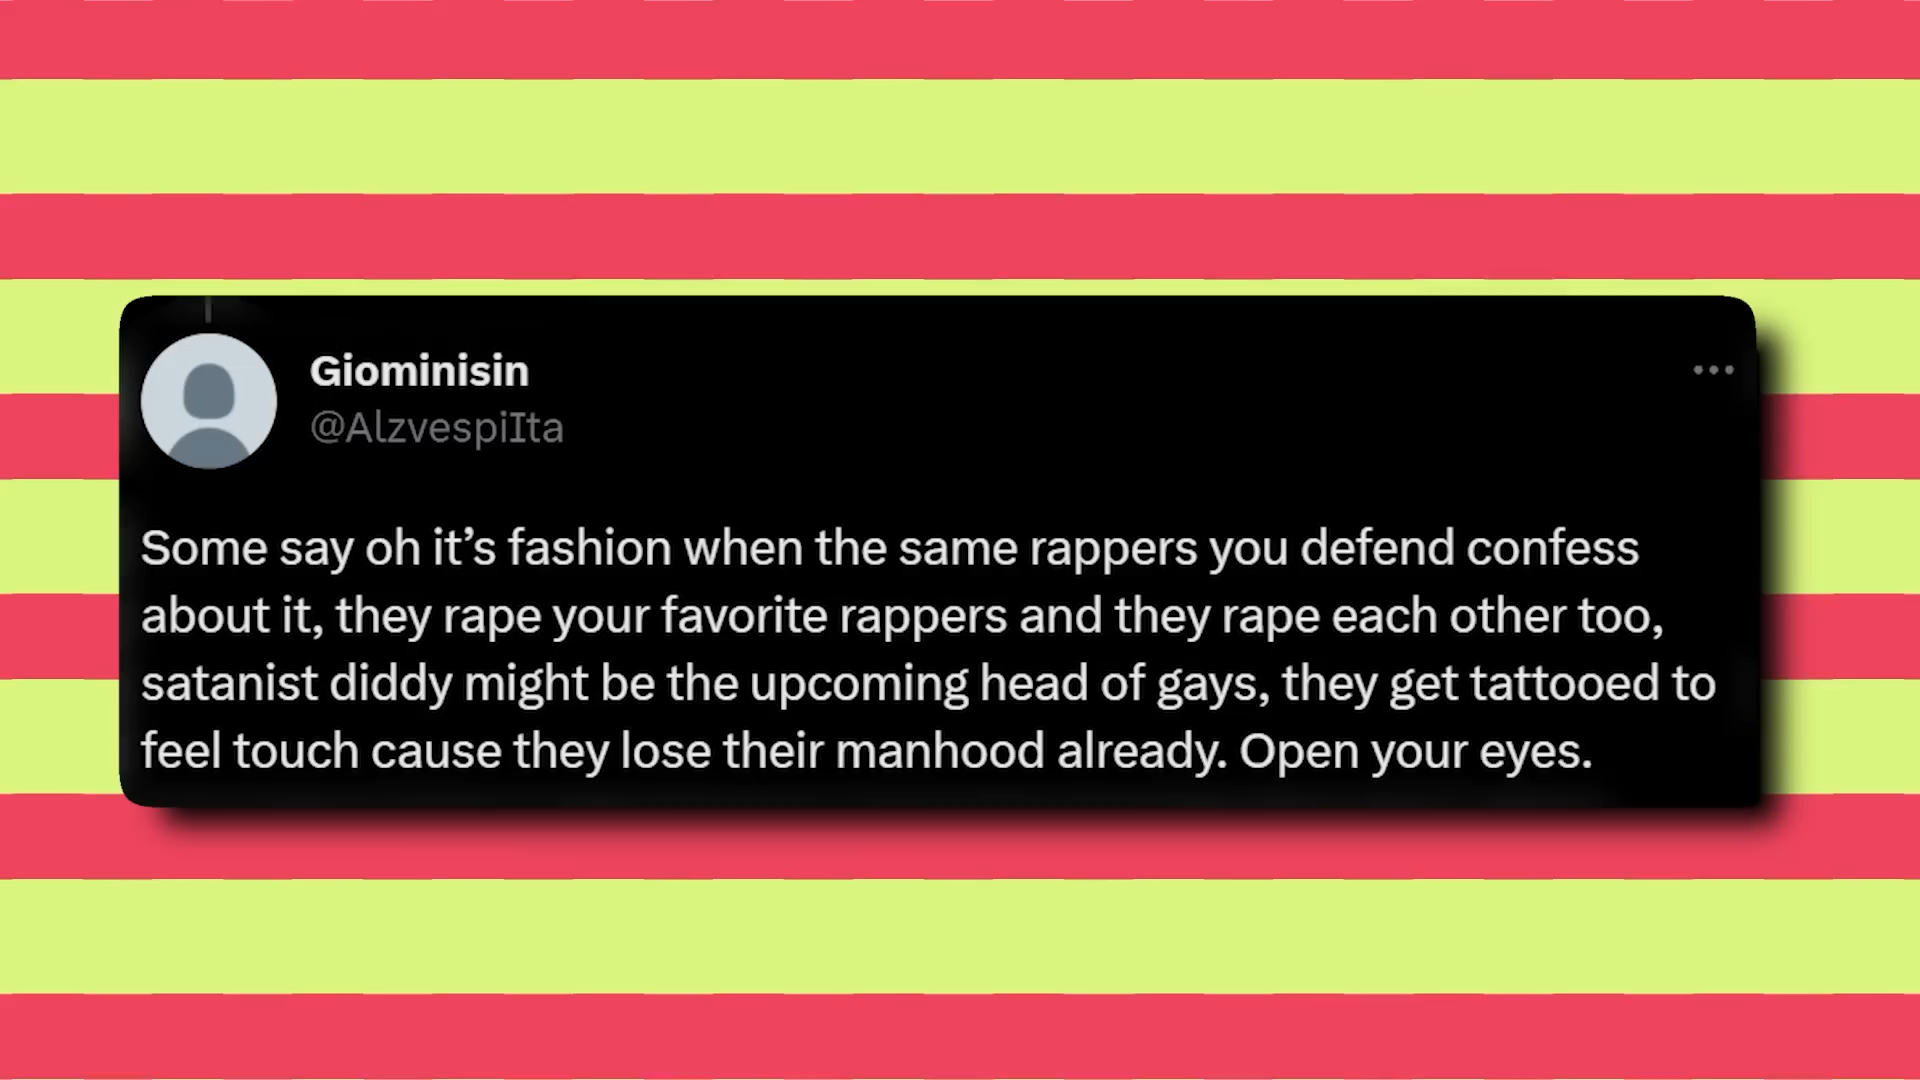 Giominisin
@AlzvespiIta
Some say oh it’s fashion when the same rappers you defend confess
about it, they rape your favorite rappers and they rape each other too,
satanist diddy might be the upcoming head of gays, they get tattooed to
feel touch cause they lose their manhood already. Open your eyes.